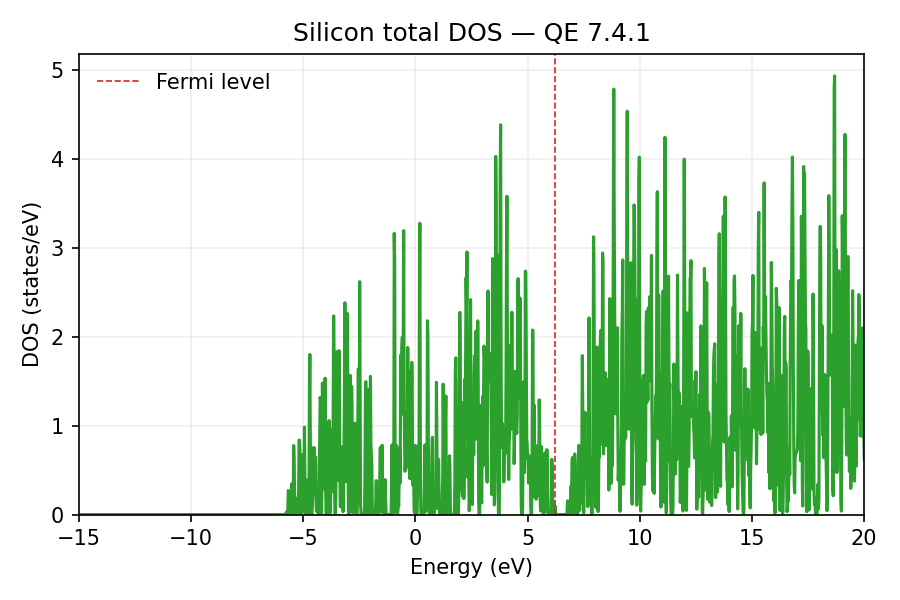 Silicon total DOS — QE 7.4.1
Fermi level
DOS (states/eV)
5
4
3
2
1
0
−15 −10 −5 0 5 10 15 20
Energy (eV)